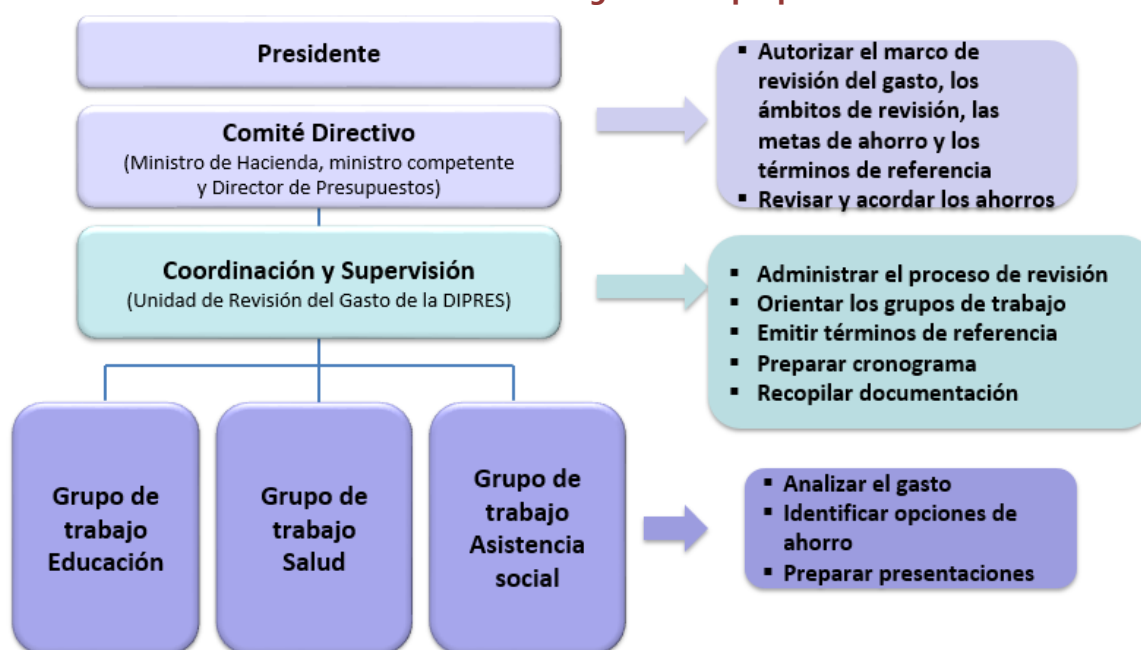 Presidente
Comité Directivo
(Ministro de Hacienda, ministro competente
y Director de Presupuestos)
▪ Autorizar el marco de
revisión del gasto, los
ámbitos de revisión, las
metas de ahorro y los
términos de referencia
▪ Revisar y acordar los ahorros
Coordinación y Supervisión
(Unidad de Revisión del Gasto de la DIPRES)
▪ Administrar el proceso de revisión
▪ Orientar los grupos de trabajo
▪ Emitir términos de referencia
▪ Preparar cronograma
▪ Recopilar documentación
Grupo de
trabajo
Educación
Grupo de
trabajo
Salud
Grupo de
trabajo
Asistencia
social
▪ Analizar el gasto
▪ Identificar opciones de
ahorro
▪ Preparar presentaciones